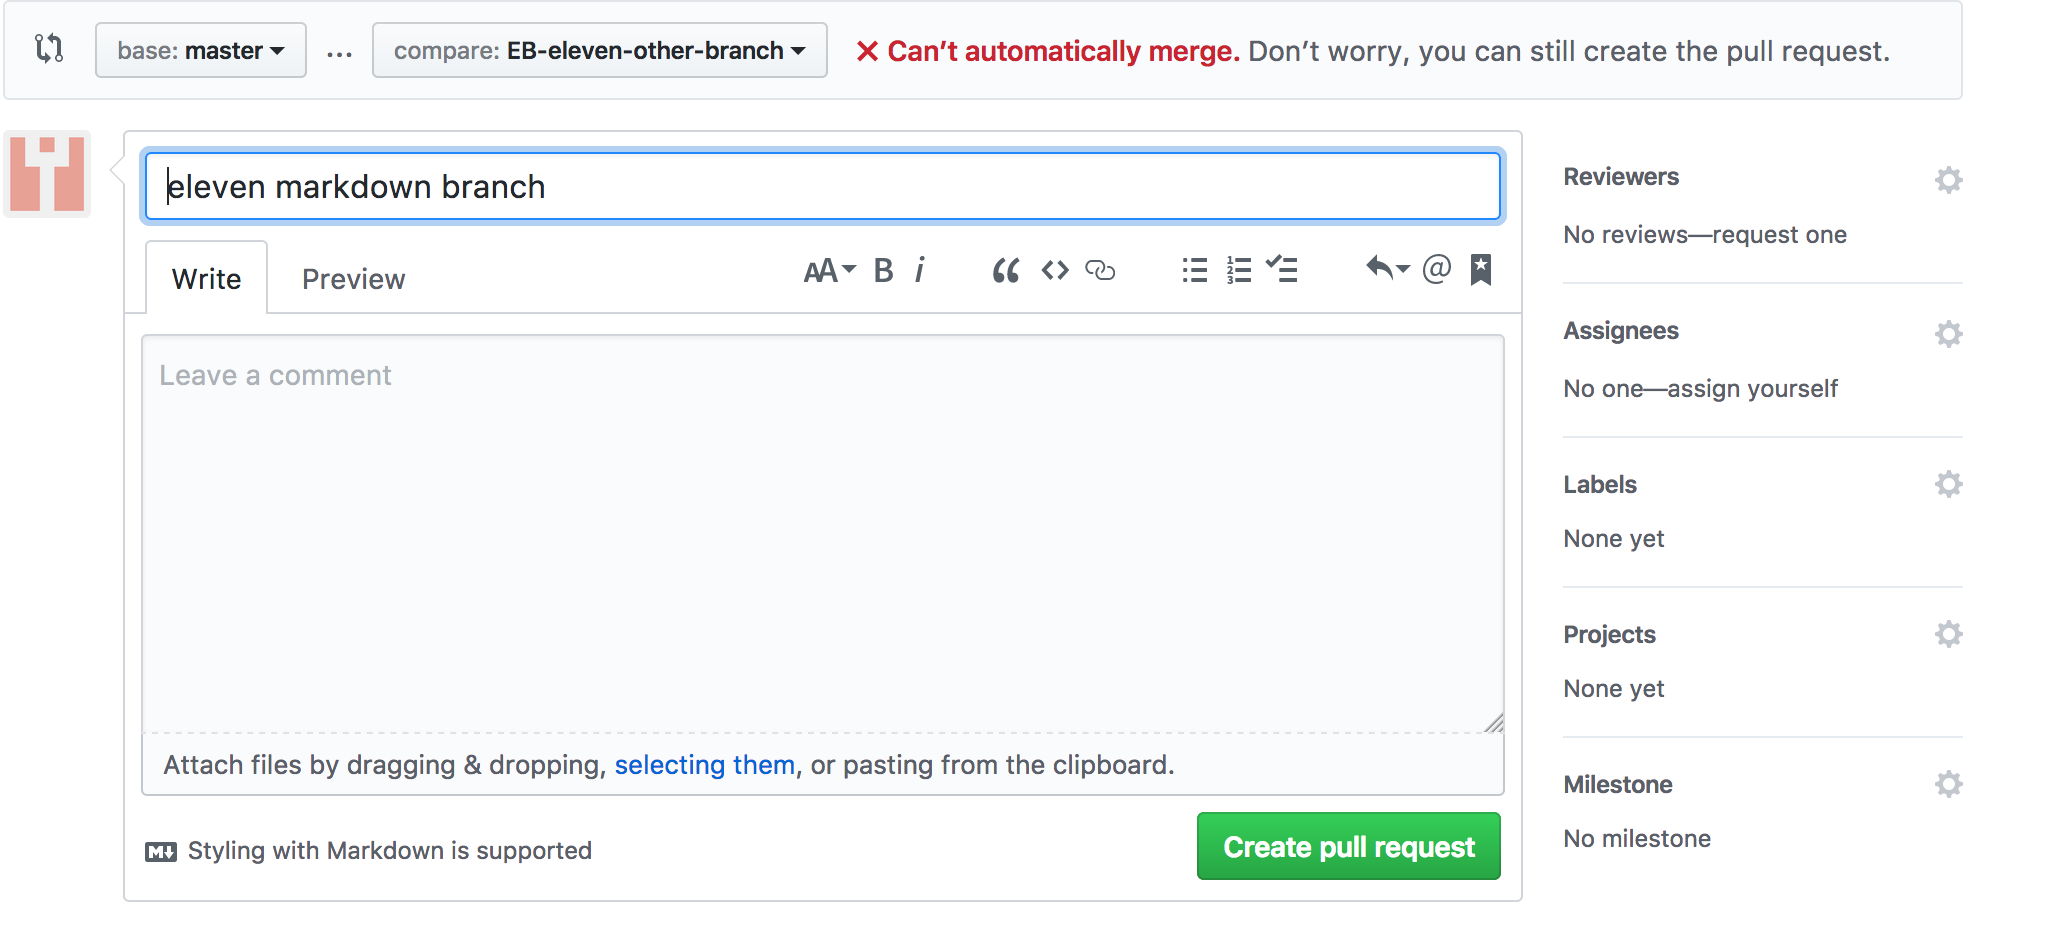 base: master ... compare: EB-eleven-other-branch Can’t automatically merge. Don’t worry, you can still create the pull request.
eleven markdown branch
Write Preview AA B i “ <> 1 2 3 @
Leave a comment
Attach files by dragging & dropping, selecting them, or pasting from the clipboard.
M Styling with Markdown is supported
Create pull request
Reviewers
No reviews—request one
Assignees
No one—assign yourself
Labels
None yet
Projects
None yet
Milestone
No milestone